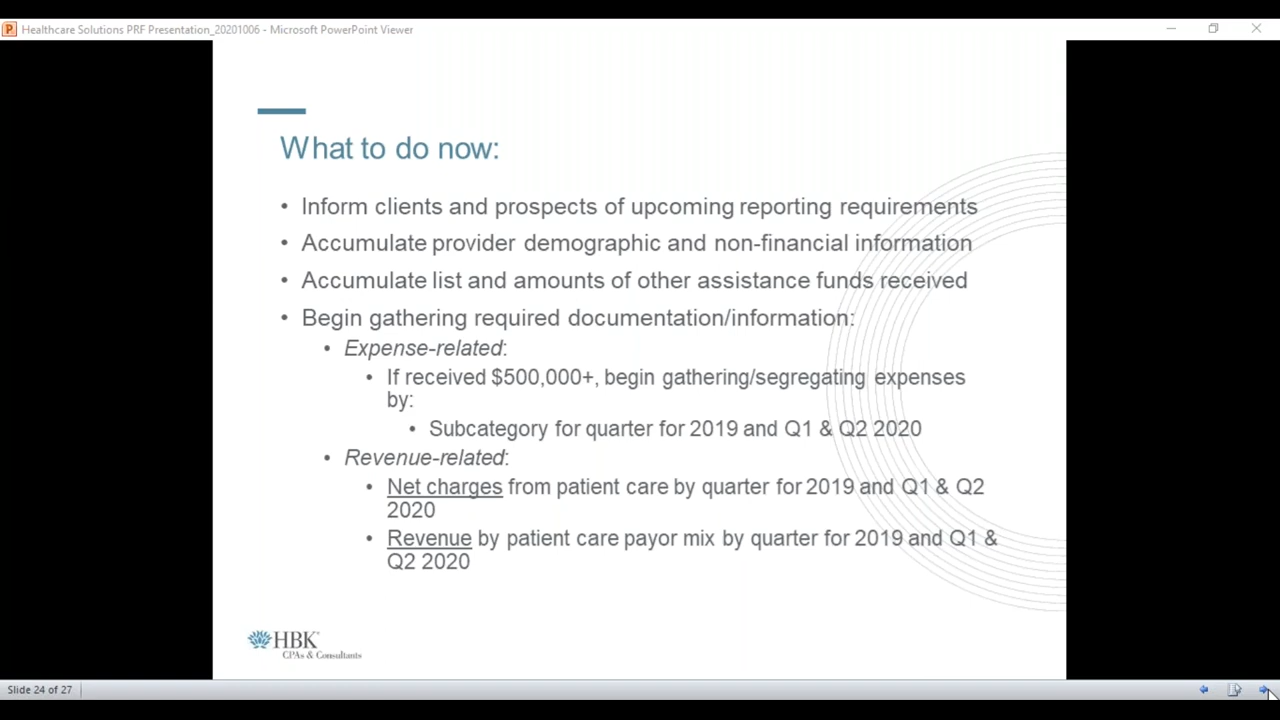 Healthcare Solutions PRF Presentation_20201006 - Microsoft PowerPoint Viewer
What to do now:
• Inform clients and prospects of upcoming reporting requirements
• Accumulate provider demographic and non-financial information
• Accumulate list and amounts of other assistance funds received
• Begin gathering required documentation/information:
• Expense-related:
• If received $500,000+, begin gathering/segregating expenses
by:
• Subcategory for quarter for 2019 and Q1 & Q2 2020
• Revenue-related:
• Net charges from patient care by quarter for 2019 and Q1 & Q2
2020
• Revenue by patient care payor mix by quarter for 2019 and Q1 &
Q2 2020
HBK
CPAs & Consultants
Slide 24 of 27